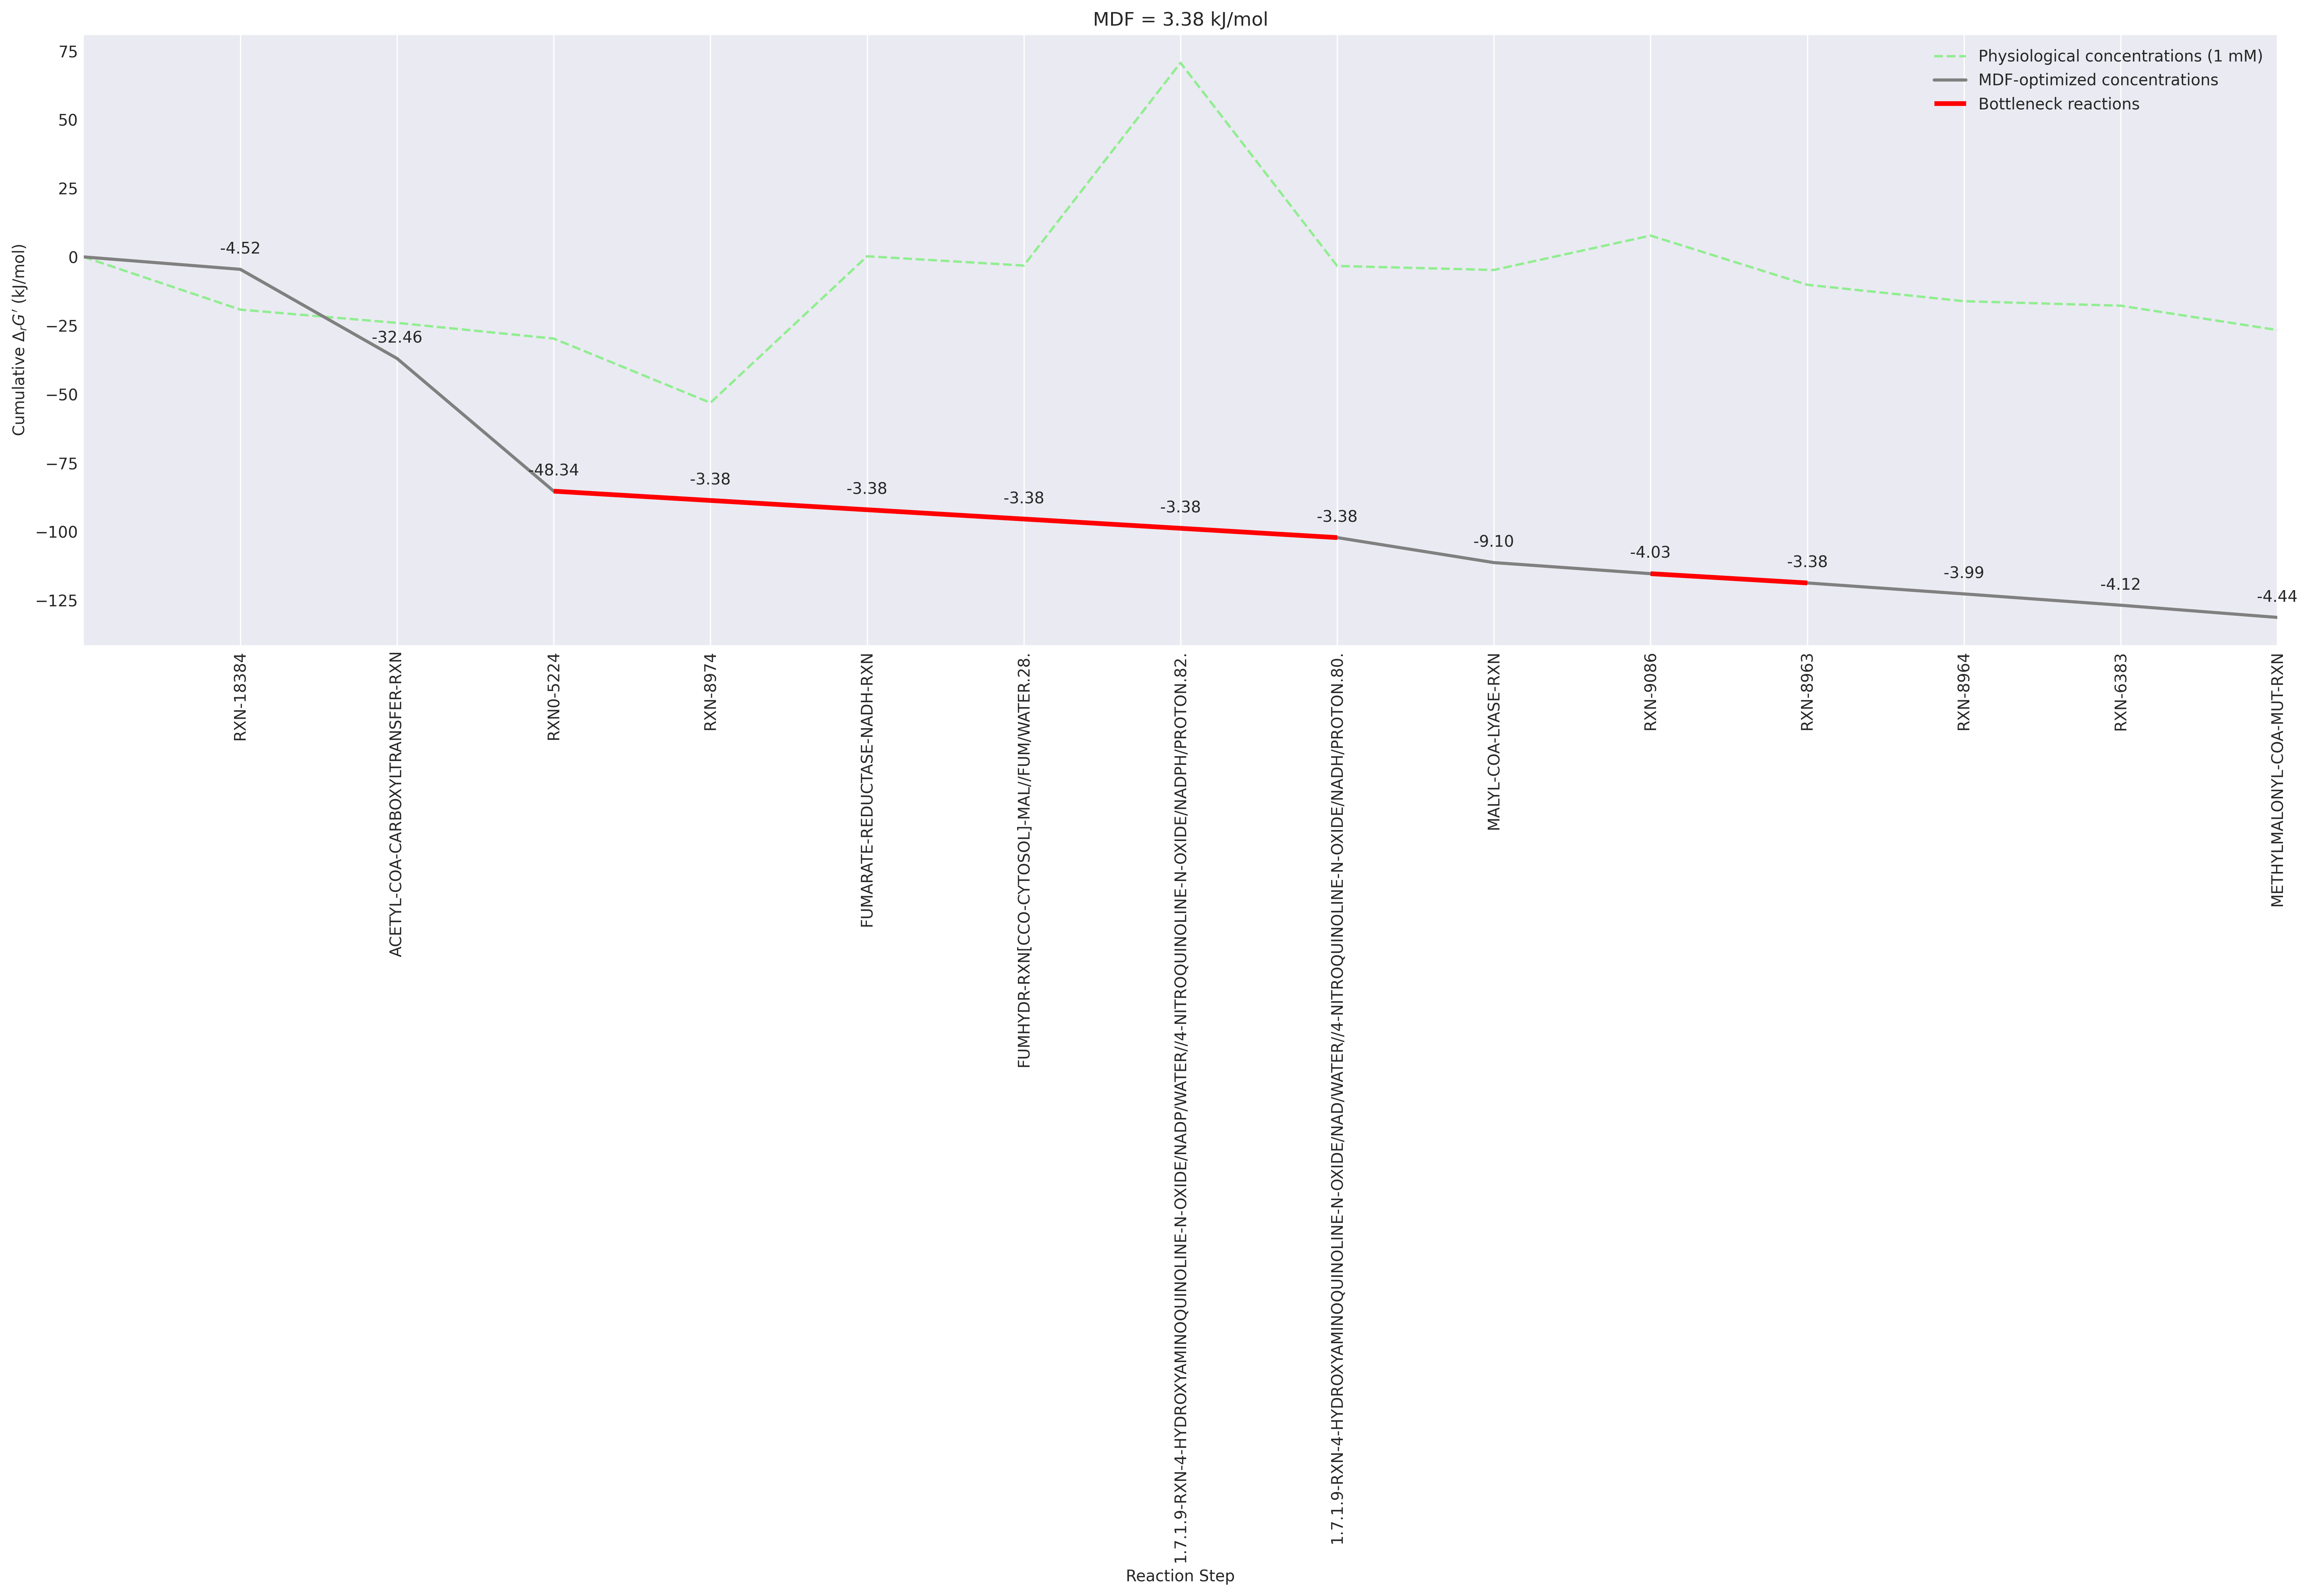 MDF = 3.38 kJ/mol
Physiological concentrations (1 mM)
MDF-optimized concentrations
Bottleneck reactions
Cumulative ΔrG′ (kJ/mol)
75
50
25
0
−25
−50
−75
−100
−125
-4.52
-32.46
-48.34
-3.38
-3.38
-3.38
-3.38
-3.38
-9.10
-4.03
-3.38
-3.99
-4.12
-4.44
RXN-18384
ACETYL-COA-CARBOXYLTRANSFER-RXN
RXN0-5224
RXN-8974
FUMARATE-REDUCTASE-NADH-RXN
FUMHYDR-RXN[CCO-CYTOSOL]-MAL//FUM/WATER.28.
1.7.1.9-RXN-4-HYDROXYAMINOQUINOLINE-N-OXIDE/NADP/WATER//4-NITROQUINOLINE-N-OXIDE/NADPH/PROTON.82.
1.7.1.9-RXN-4-HYDROXYAMINOQUINOLINE-N-OXIDE/NAD/WATER//4-NITROQUINOLINE-N-OXIDE/NADH/PROTON.80.
MALYL-COA-LYASE-RXN
RXN-9086
RXN-8963
RXN-8964
RXN-6383
METHYLMALONYL-COA-MUT-RXN
Reaction Step